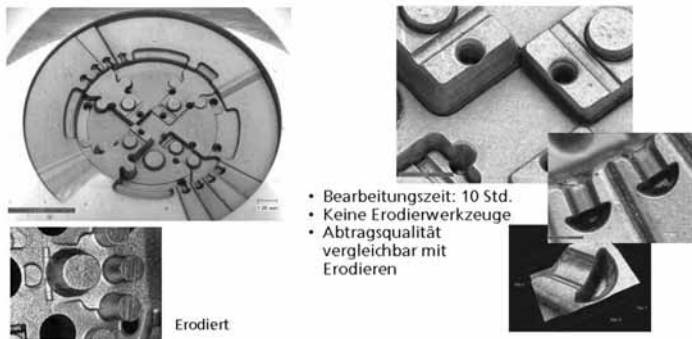 • Bearbeitungszeit: 10 Std.
• Keine Erodierwerkzeuge
• Abtragsqualität
vergleichbar mit
Erodieren
Erodiert